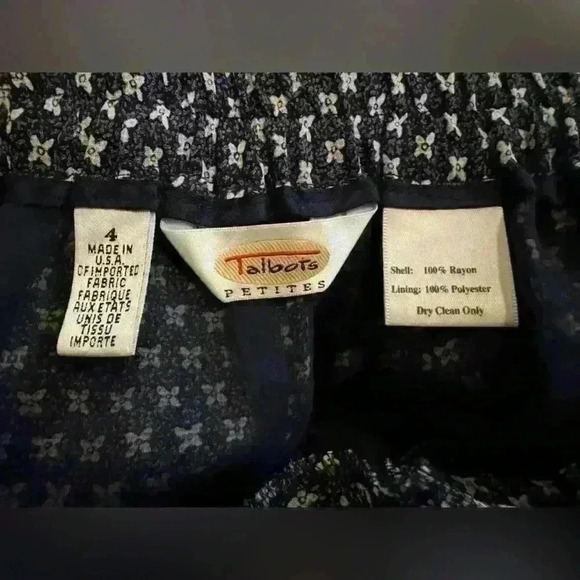 4
MADE IN
U.S.A.
OF IMPORTED
FABRIC
FABRIQUE
AUX ETATS
UNIS DE
TISSU
IMPORTE
Talbots
PETITES
Shell: 100% Rayon
Lining: 100% Polyester
Dry Clean Only